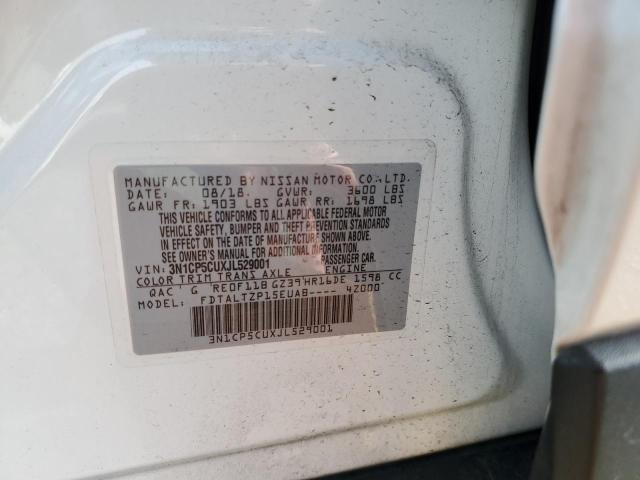 MANUFACTURED BY NISSAN MOTOR CO.,LTD.
DATE: 08/18 GVWR: 3600 LBS
GAWR FR: 1903 LBS GAWR RR: 1698 LBS
THIS VEHICLE CONFORMS TO ALL APPLICABLE FEDERAL MOTOR
VEHICLE SAFETY, BUMPER AND THEFT PREVENTION STANDARDS
IN EFFECT ON THE DATE OF MANUFACTURE SHOWN ABOVE.
SEE OWNER'S MANUAL FOR ADDITIONAL
VIN: 3N1CP5CUXJL529001 PASSENGER CAR.
COLOR TRIM TRANS AXLE ENGINE
QAC G RE0F11B GZ39 HR16DE 1598 CC
MODEL: FDTALTZP15EUAB---- 4Z000
3N1CP5CUXJL529001